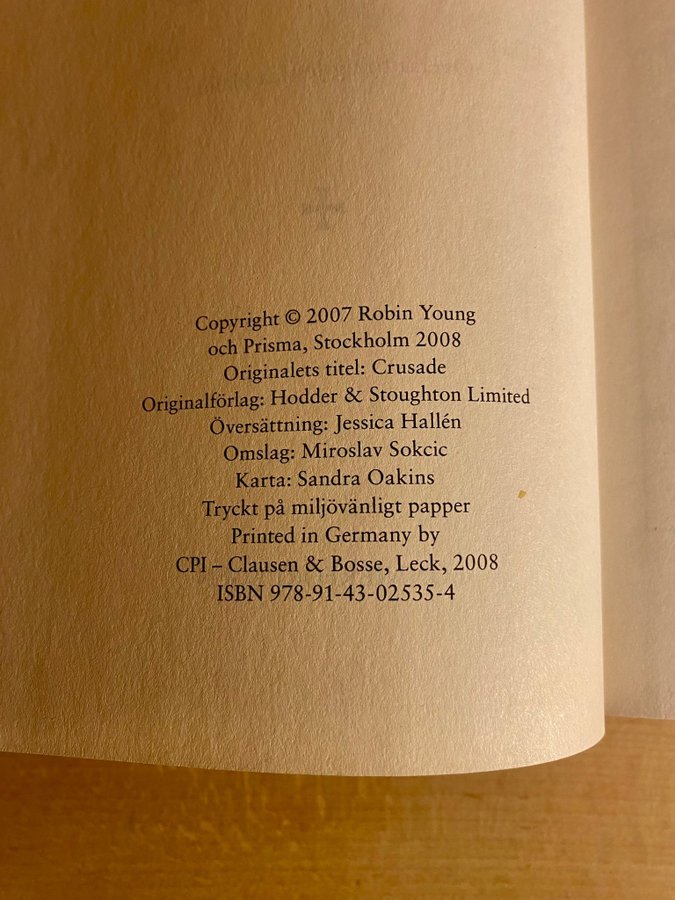 Copyright © 2007 Robin Young
och Prisma, Stockholm 2008
Originalets titel: Crusade
Originalförlag: Hodder & Stoughton Limited
Översättning: Jessica Hallén
Omslag: Miroslav Sokcic
Karta: Sandra Oakins
Tryckt på miljövänligt papper
Printed in Germany by
CPI – Clausen & Bosse, Leck, 2008
ISBN 978-91-43-02535-4